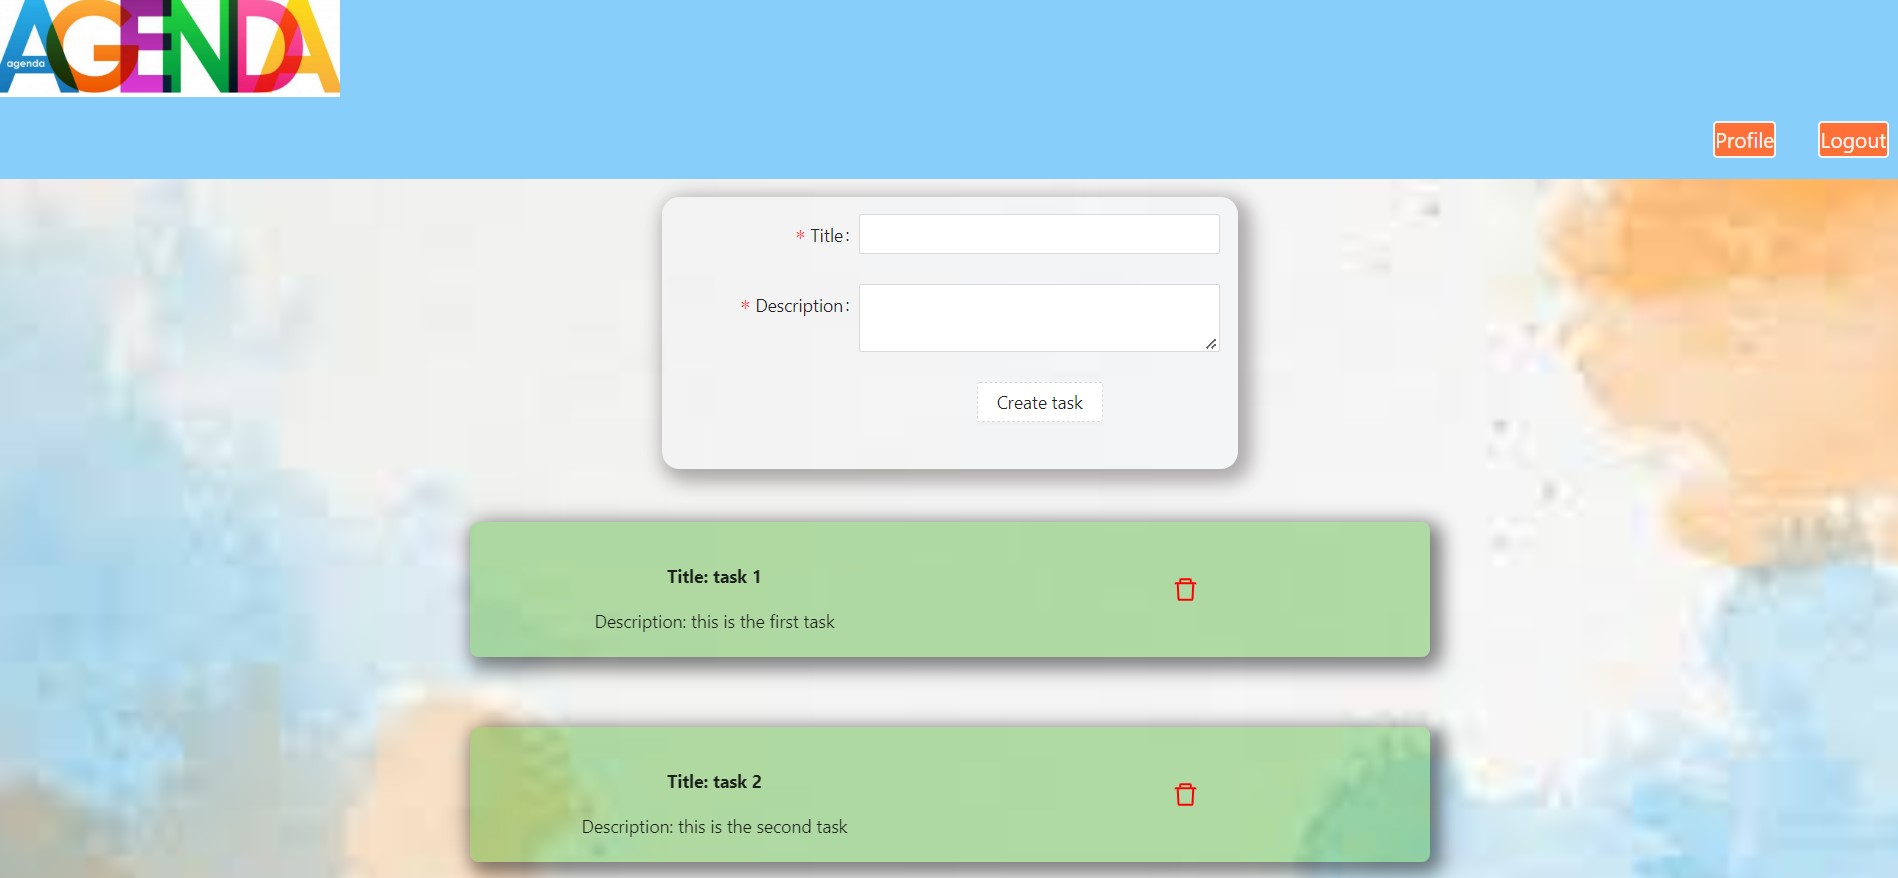 AGENDA
agenda
Profile
Logout
* Title:
* Description:
Create task
Title: task 1
Description: this is the first task
Title: task 2
Description: this is the second task